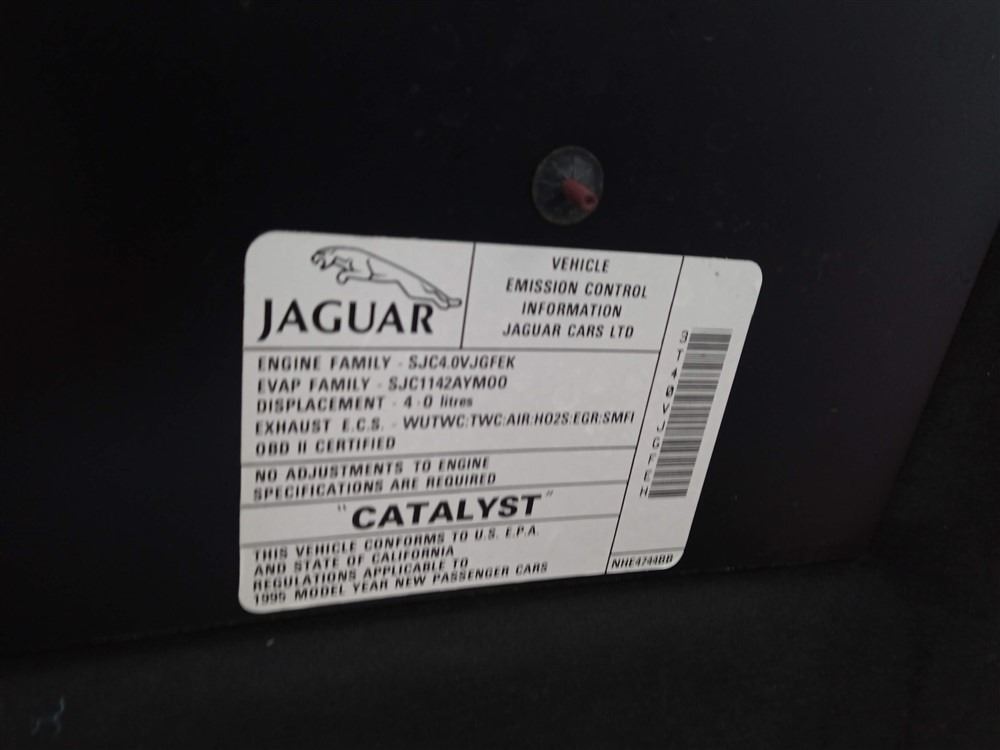 JAGUAR
VEHICLE
EMISSION CONTROL
INFORMATION
JAGUAR CARS LTD
ENGINE FAMILY - SJC4.0VJGFEK
EVAP FAMILY - SJC1142AYM00
DISPLACEMENT - 4·0 litres
EXHAUST E.C.S. - WUTWC:TWC:AIR:HO2S:EGR:SMFI
OBD II CERTIFIED
NO ADJUSTMENTS TO ENGINE
SPECIFICATIONS ARE REQUIRED
"CATALYST"
THIS VEHICLE CONFORMS TO U.S. E.P.A.
AND STATE OF CALIFORNIA
REGULATIONS APPLICABLE TO
1995 MODEL YEAR NEW PASSENGER CARS
3T40VJGFEH
NHE4744BB